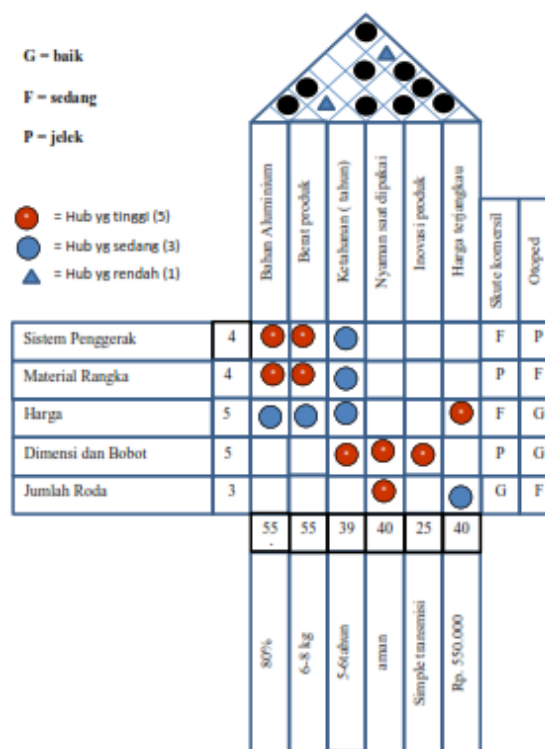 G = baik
F = sedang
P = jelek
= Hub yg tinggi (5)
= Hub yg sedang (3)
= Hub yg rendah (1)
Bahan Aluminium
Berat produk
Ketahanan ( tahun)
Nyaman saat dipakai
Inovasi produk
Harga terjangkau
Skute komersil
Otoped
Sistem Penggerak 4 F P
Material Rangka 4 P F
Harga 5 F G
Dimensi dan Bobot 5 P G
Jumlah Roda 3 G F
55 55 39 40 25 40
80%
6-8 kg
5-6tahun
aman
Simple transmisi
Rp. 550.000